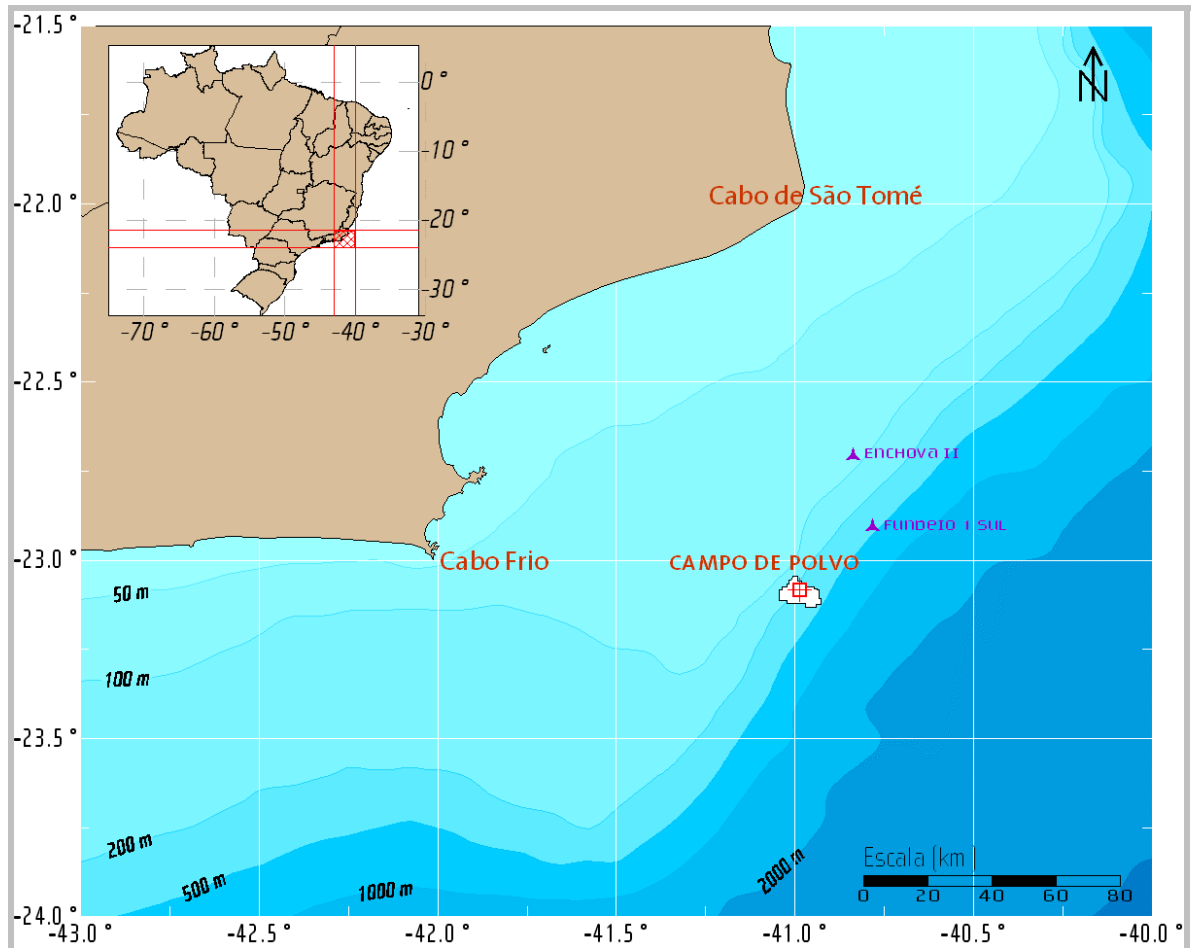 -21.5 °
0 °
-10 °
-20 °
-30 °
-70 ° -60 ° -50 ° -40 ° -30 °
N
Cabo de São Tomé
-22.0 °
-22.5 °
ENCHOVA II
FUNDEIO 1 SUL
-23.0 °
Cabo Frio
CAMPO DE POLVO
50 m
100 m
-23.5 °
200 m
500 m
1000 m
2000 m
Escala (km)
0 20 40 60 80
-24.0 °
-43.0 ° -42.5 ° -42.0 ° -41.5 ° -41.0 ° -40.5 ° -40.0 °